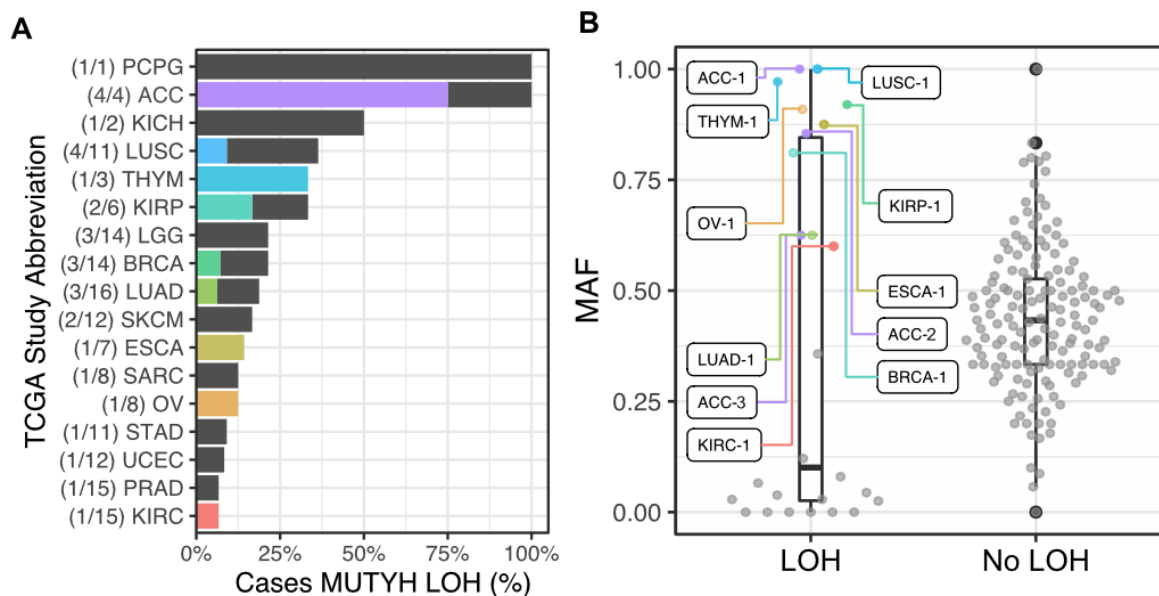 A
TCGA Study Abbreviation
(1/1) PCPG
(4/4) ACC
(1/2) KICH
(4/11) LUSC
(1/3) THYM
(2/6) KIRP
(3/14) LGG
(3/14) BRCA
(3/16) LUAD
(2/12) SKCM
(1/7) ESCA
(1/8) SARC
(1/8) OV
(1/11) STAD
(1/12) UCEC
(1/15) PRAD
(1/15) KIRC
0% 25% 50% 75% 100%
Cases MUTYH LOH (%)
B
MAF
1.00
0.75
0.50
0.25
0.00
ACC-1
LUSC-1
THYM-1
KIRP-1
OV-1
ESCA-1
ACC-2
LUAD-1
BRCA-1
ACC-3
KIRC-1
LOH No LOH